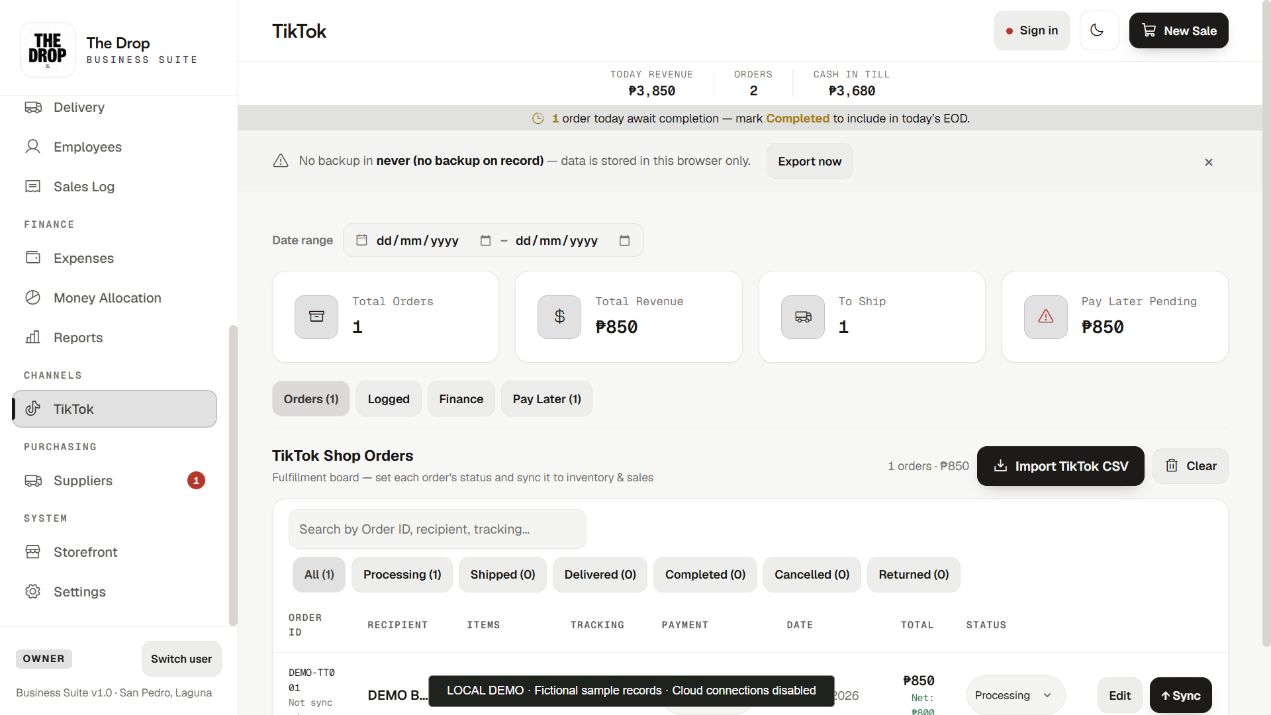 THE DROP
The Drop
BUSINESS SUITE
Delivery
Employees
Sales Log
FINANCE
Expenses
Money Allocation
Reports
CHANNELS
TikTok
PURCHASING
Suppliers 1
SYSTEM
Storefront
Settings
OWNER
Switch user
Business Suite v1.0 · San Pedro, Laguna
TikTok
Sign in
New Sale
TODAY REVENUE
₱3,850
ORDERS
2
CASH IN TILL
₱3,680
1 order today await completion — mark Completed to include in today's EOD.
No backup in never (no backup on record) — data is stored in this browser only.
Export now
×
Date range
dd/mm/yyyy – dd/mm/yyyy
Total Orders
1
Total Revenue
₱850
To Ship
1
Pay Later Pending
₱850
Orders (1)
Logged
Finance
Pay Later (1)
TikTok Shop Orders
Fulfillment board — set each order's status and sync it to inventory & sales
1 orders · ₱850
Import TikTok CSV
Clear
Search by Order ID, recipient, tracking...
All (1)
Processing (1)
Shipped (0)
Delivered (0)
Completed (0)
Cancelled (0)
Returned (0)
ORDER ID
RECIPIENT
ITEMS
TRACKING
PAYMENT
DATE
TOTAL
STATUS
DEMO-TT0
01
Not sync
DEMO B...
2026
₱850
Net:
₱800
Processing
Edit
↑ Sync
LOCAL DEMO · Fictional sample records · Cloud connections disabled